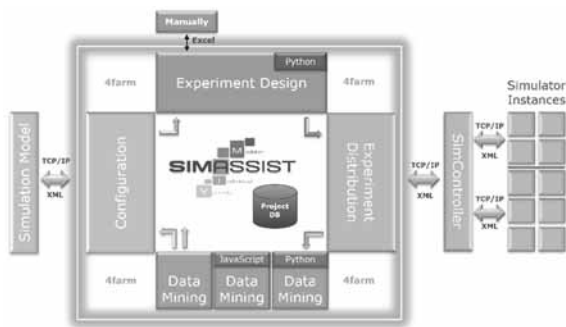 Manually
Excel
Python
4farm
Experiment Design
4farm
Simulator
Instances
Simulation Model
TCP/IP
XML
Configuration
SIMASSIST
Project
DB
Experiment
Distribution
TCP/IP
XML
SimController
TCP/IP
XML
TCP/IP
XML
4farm
JavaScript
Python
4farm
Data
Mining
Data
Mining
Data
Mining